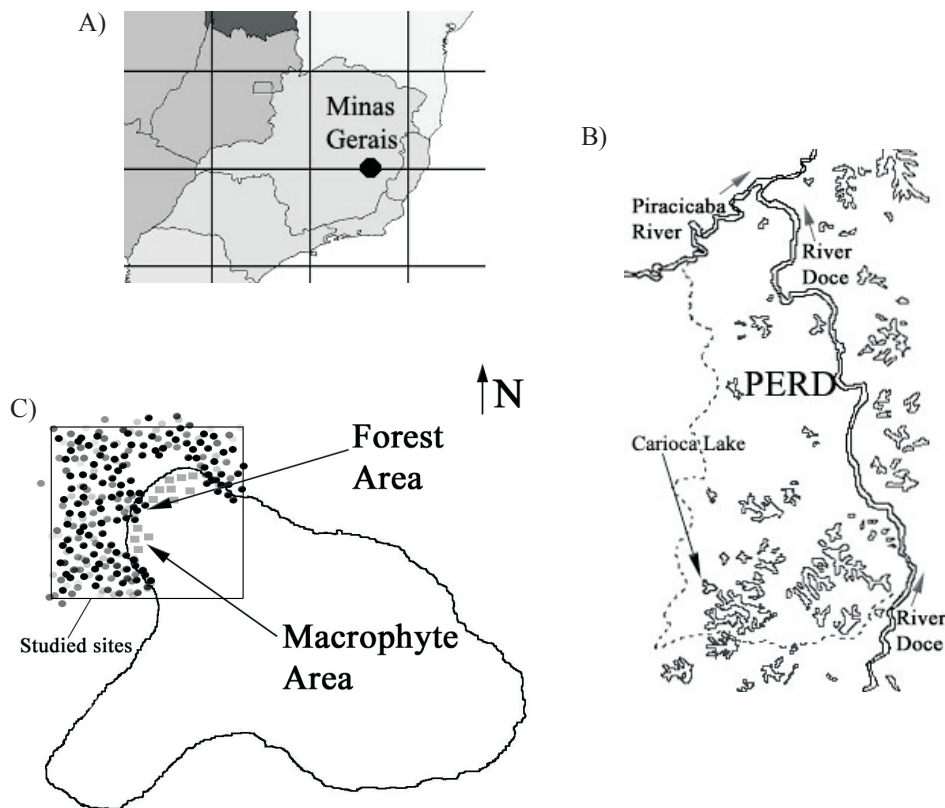 A)
Minas
Gerais
B)
Piracicaba
River
River
Doce
PERD
Carioca Lake
River
Doce
C)
N
Forest
Area
Studied sites
Macrophyte
Area